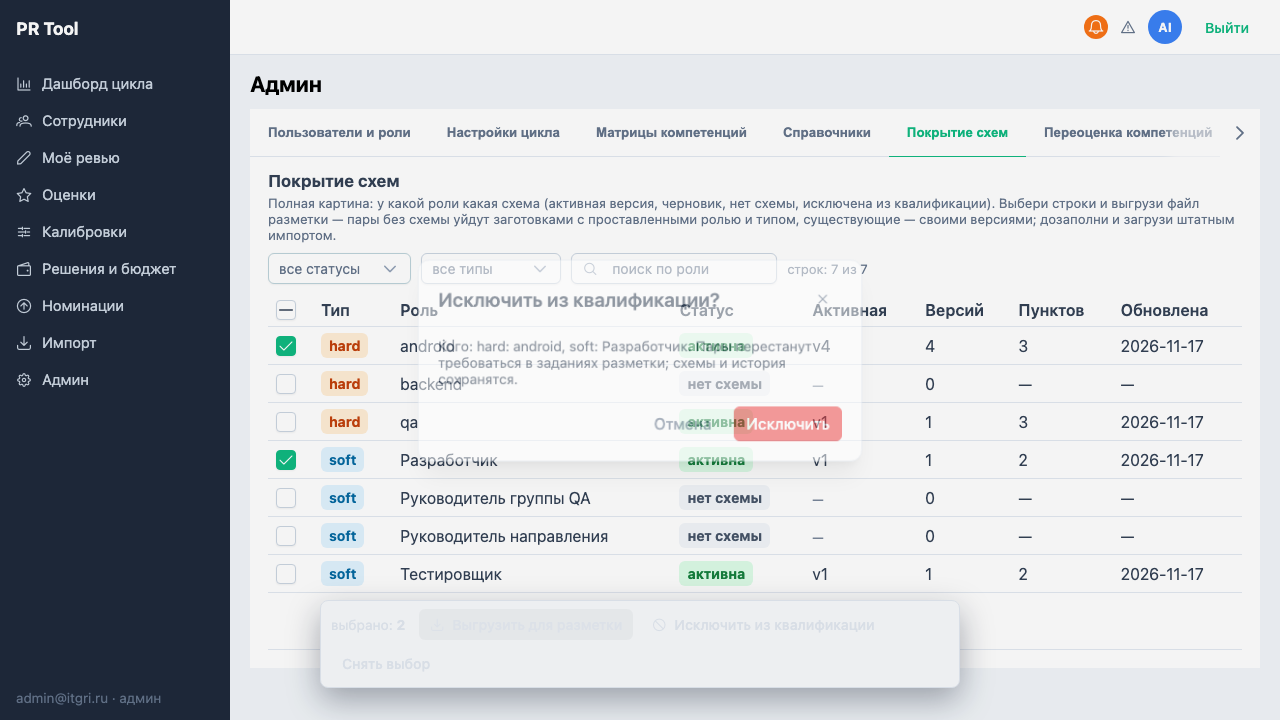 PR Tool
AI
Выйти
Дашборд цикла
Сотрудники
Моё ревью
Оценки
Калибровки
Решения и бюджет
Номинации
Импорт
Админ
admin@itgri.ru · админ
Админ
Пользователи и роли Настройки цикла Матрицы компетенций Справочники Покрытие схем Переоценка компетенций
Покрытие схем
Полная картина: у какой роли какая схема (активная версия, черновик, нет схемы, исключена из квалификации). Выбери строки и выгрузи файл
разметки — пары без схемы уйдут заготовками с проставленными ролью и типом, существующие — своими версиями; дозаполни и загрузи штатным
импортом.
все статусы все типы поиск по роли строк: 7 из 7
Тип Роль Статус Активная Версий Пунктов Обновлена
hard android активна v4 4 3 2026-11-17
hard backend нет схемы — 0 — —
hard qa активна v1 1 3 2026-11-17
soft Разработчик активна v1 1 2 2026-11-17
soft Руководитель группы QA нет схемы — 0 — —
soft Руководитель направления нет схемы — 0 — —
soft Тестировщик активна v1 1 2 2026-11-17
Исключить из квалификации?
hard: android, soft: Разработчик. перестанут
требоваться в заданиях разметки; схемы и история
сохранятся.
Отмена Исключить
выбрано: 2 Выгрузить для разметки Исключить из квалификации
Снять выбор